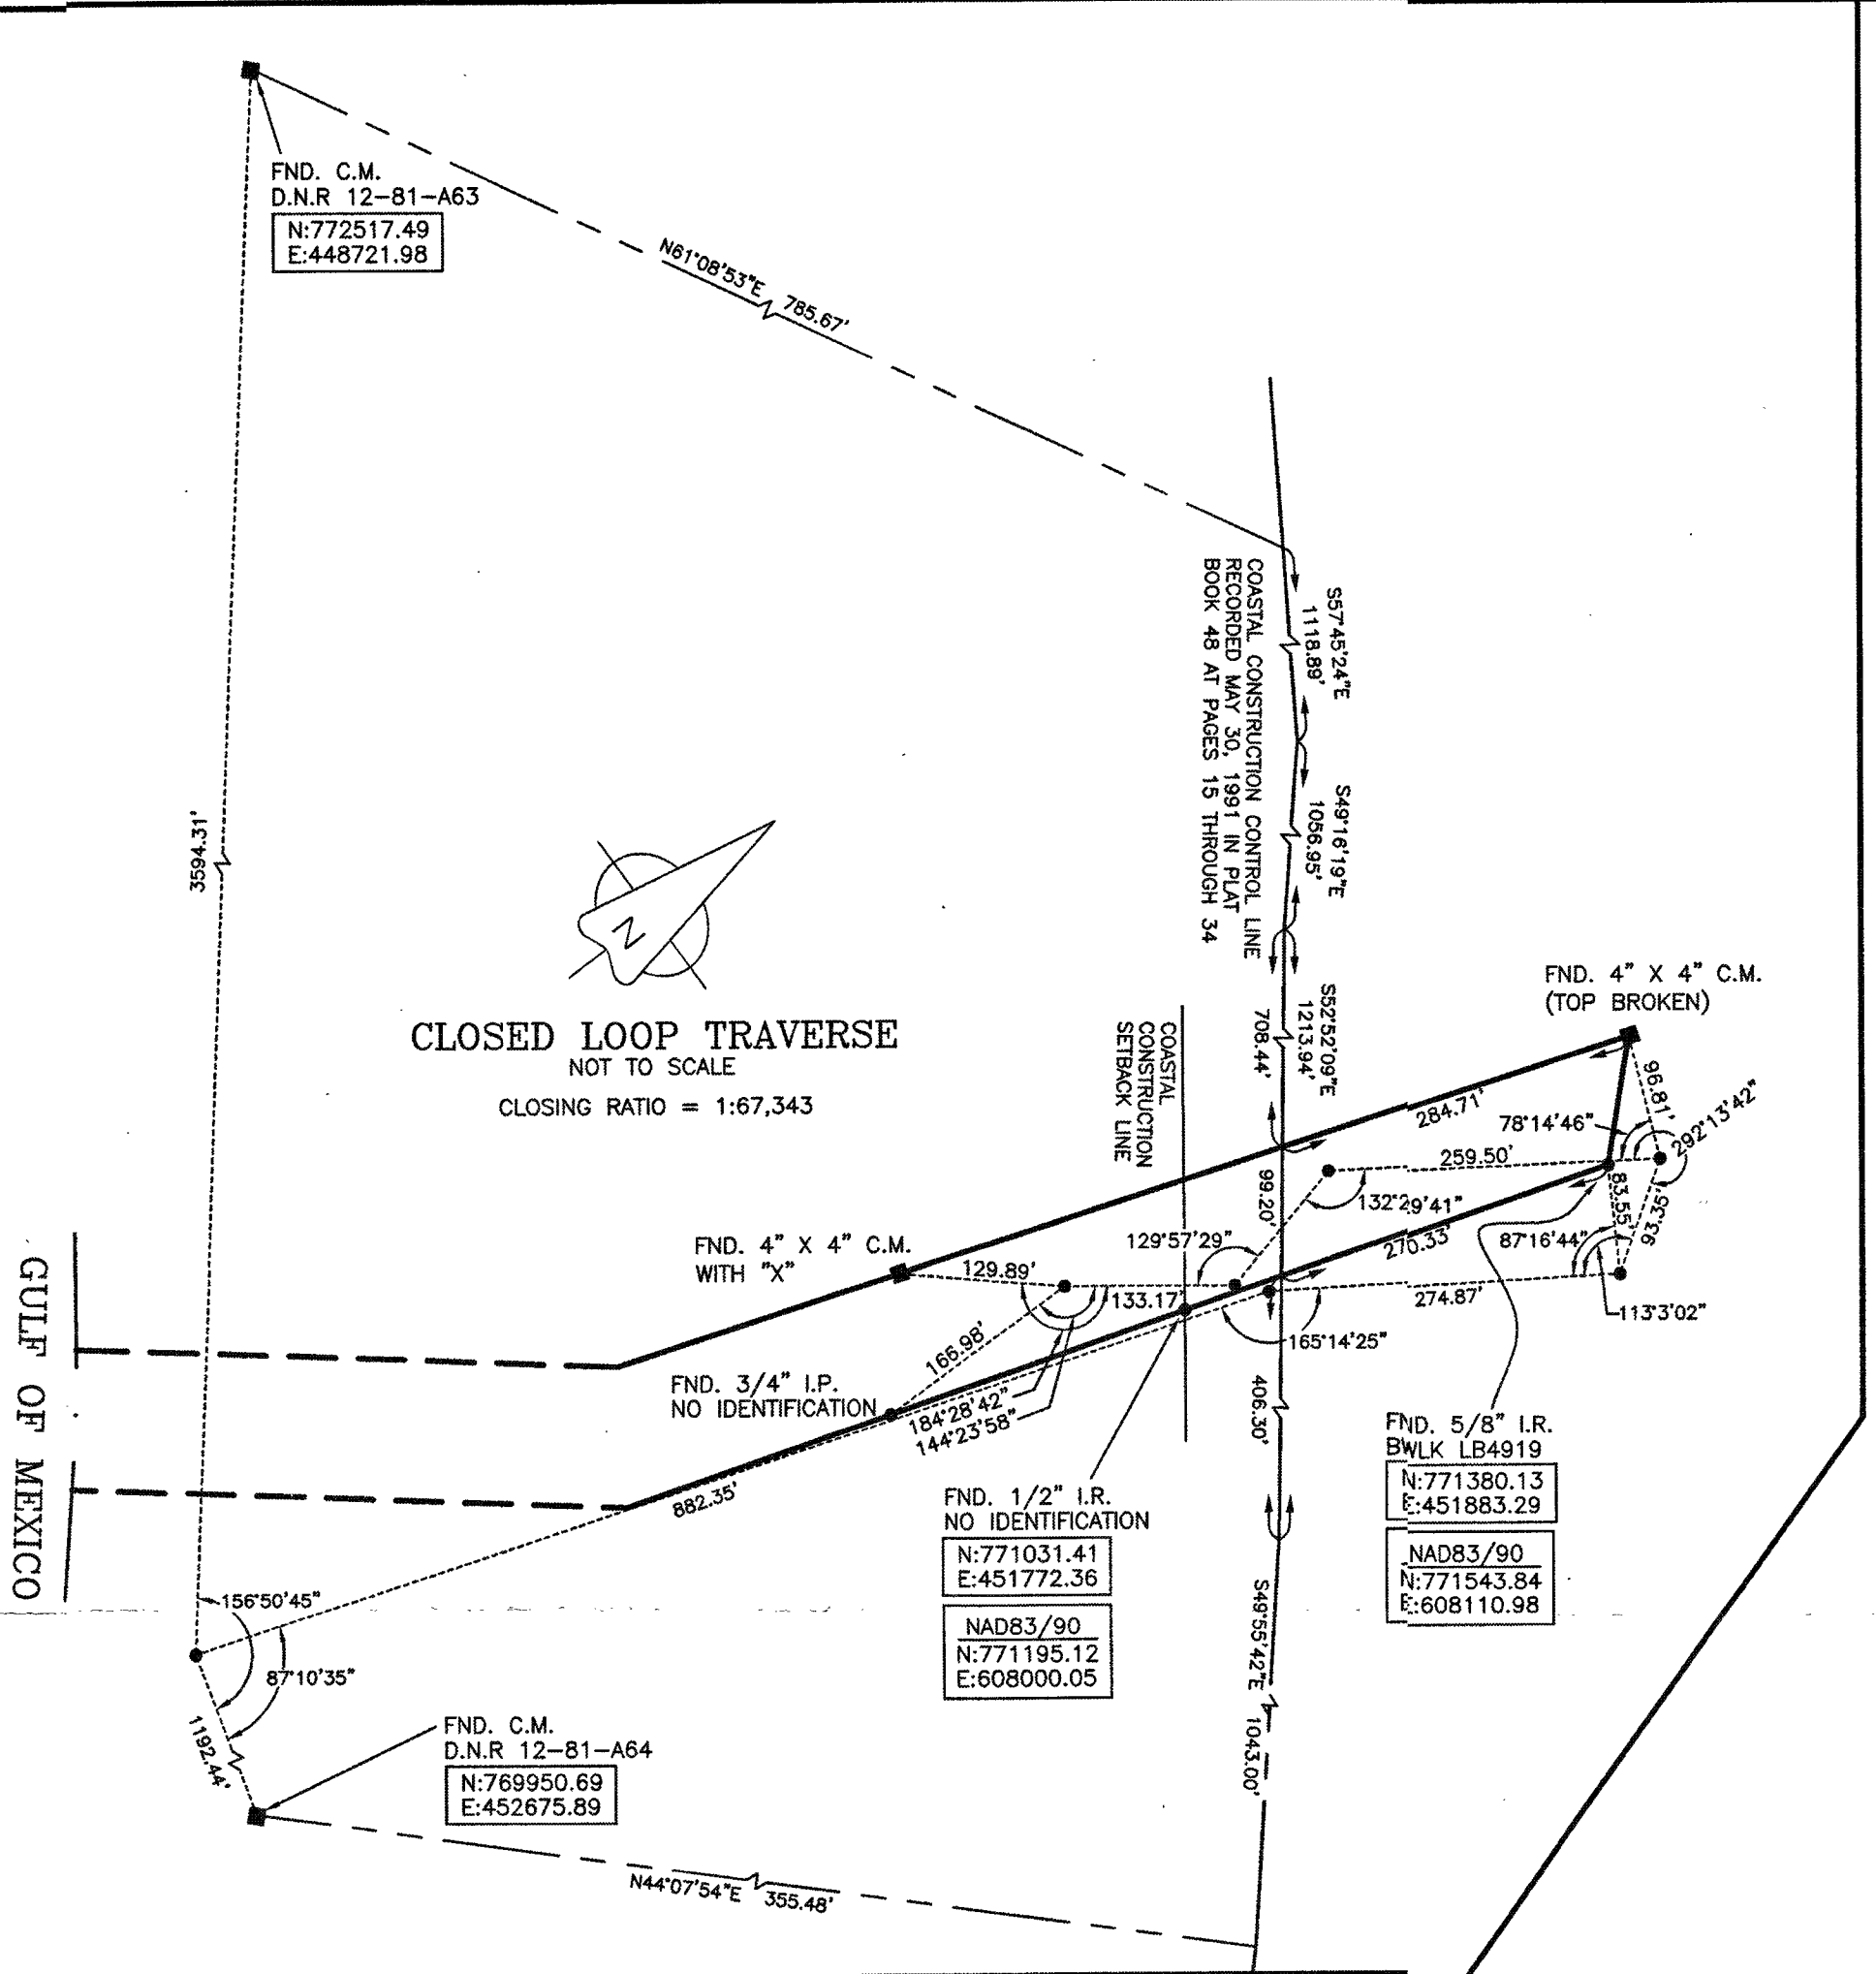 FND. C.M.
D.N.R 12-81-A63
N:772517.49
E:448721.98
N61°08'53"E 785.67'
3594.31'
COASTAL CONSTRUCTION CONTROL LINE
RECORDED MAY 30, 1991 IN PLAT
BOOK 48 AT PAGES 15 THROUGH 34
S57°45'24"E
1118.89'
S49°16'19"E
1056.95'
S52°52'09"E
1213.94'
708.44'
N
CLOSED LOOP TRAVERSE
NOT TO SCALE
CLOSING RATIO = 1:67,343
COASTAL
CONSTRUCTION
SETBACK LINE
FND. 4" X 4" C.M.
(TOP BROKEN)
284.71'
96.81'
78°14'46"
292°13'42"
259.50'
99.20'
132°29'41"
83.55'
93.39'
129°57'29"
270.33'
87°16'44"
FND. 4" X 4" C.M.
WITH "X"
129.89'
133.17'
274.87'
113°3'02"
165°14'25"
166.98'
FND. 3/4" I.P.
NO IDENTIFICATION
184°28'42"
144°23'58"
406.30'
GULF OF MEXICO
882.35'
FND. 5/8" I.R.
BWLK LB4919
N:771380.13
E:451883.29
NAD83/90
N:771543.84
E:608110.98
FND. 1/2" I.R.
NO IDENTIFICATION
N:771031.41
E:451772.36
NAD83/90
N:771195.12
E:608000.05
S49°55'42"E 1043.00'
156°50'45"
87°10'35"
1192.44'
FND. C.M.
D.N.R 12-81-A64
N:769950.69
E:452675.89
N44°07'54"E 355.48'